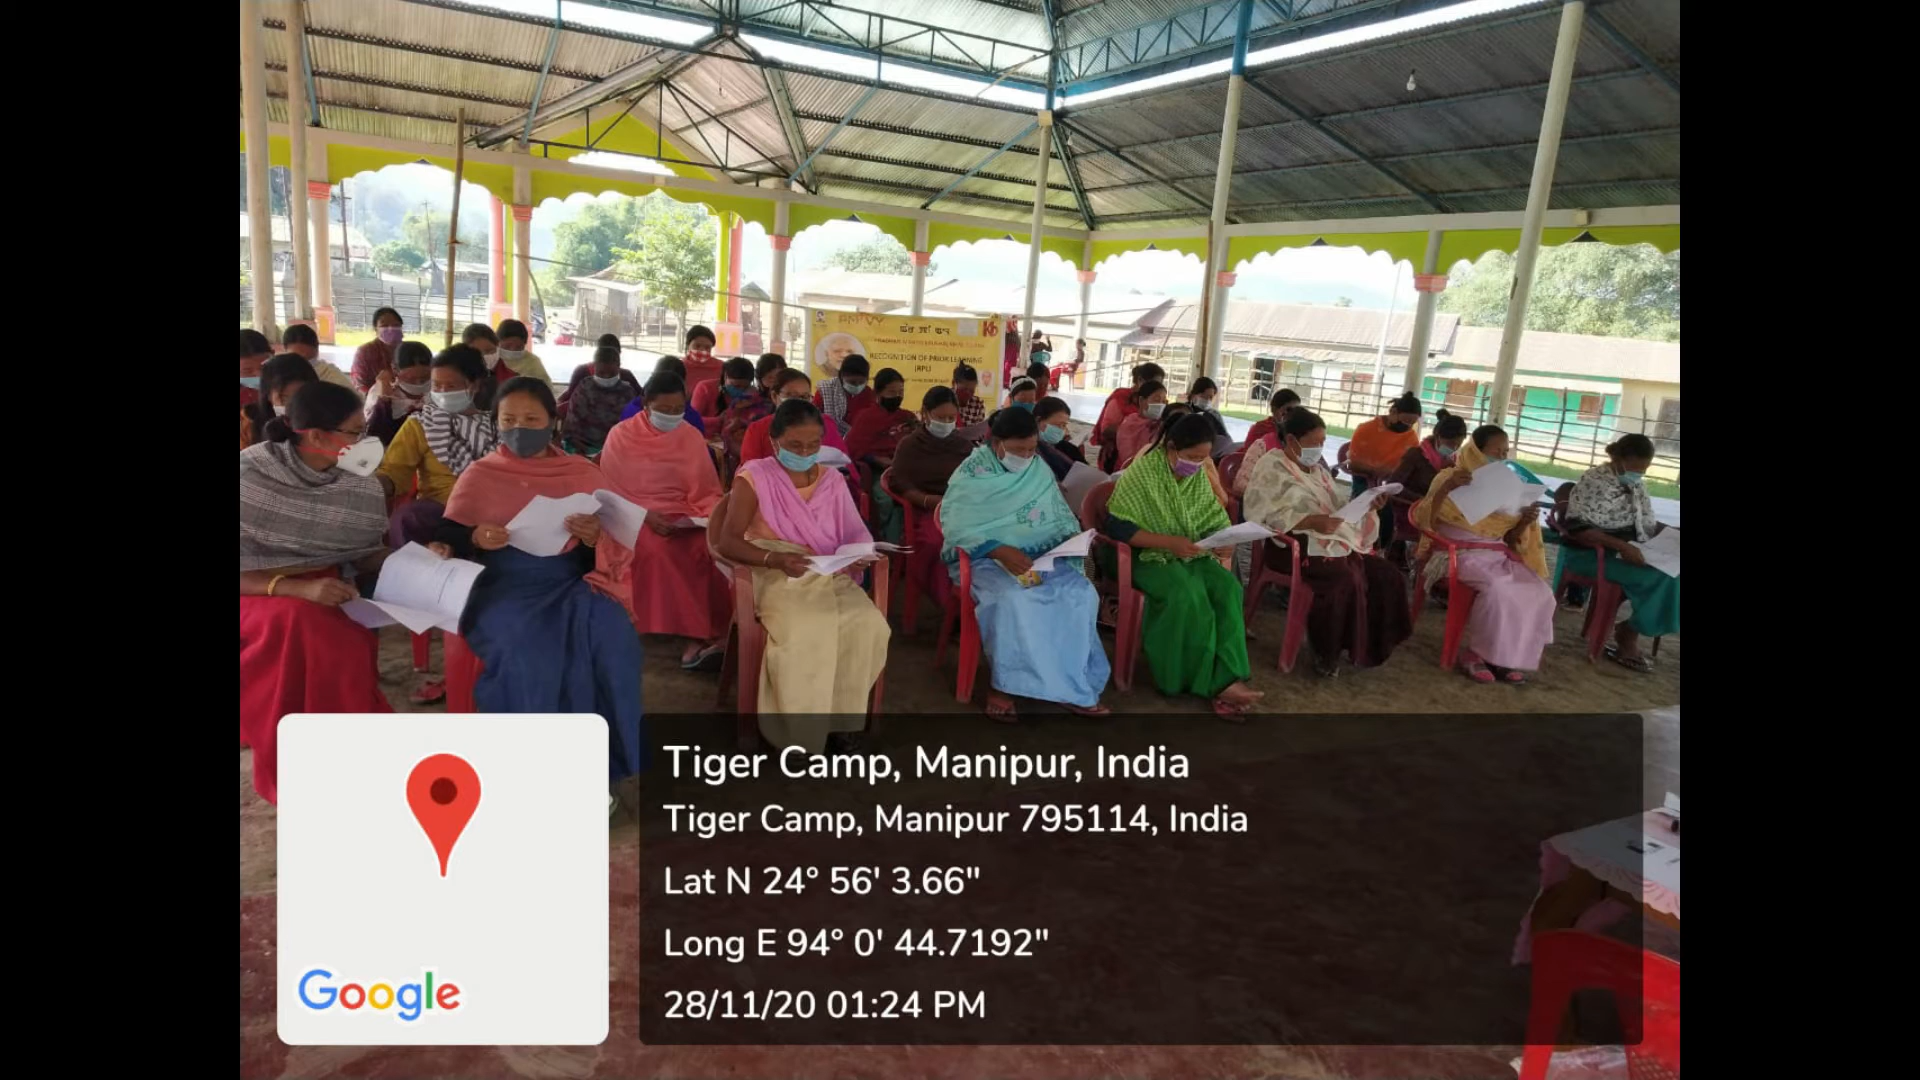 RECOGNITION OF PRIOR LEARNING
(RPL)
Tiger Camp, Manipur, India
Tiger Camp, Manipur 795114, India
Lat N 24° 56' 3.66"
Long E 94° 0' 44.7192"
28/11/20 01:24 PM
Google